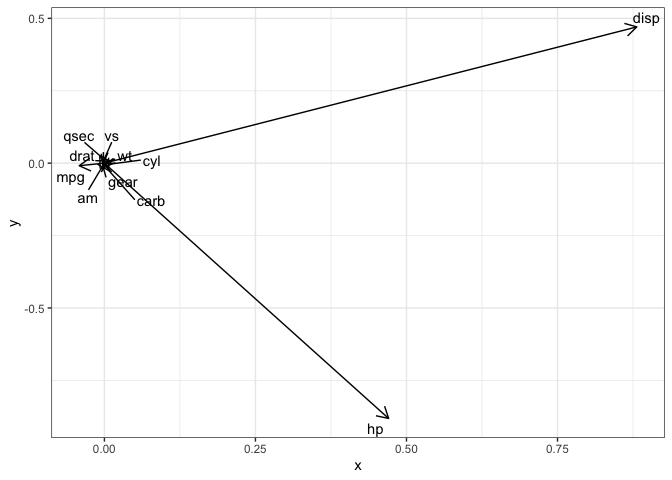 0.5
disp
qsec vs
drat wt
0.0
cyl
mpg
gear
am
carb
y
-0.5
hp
0.00 0.25 0.50 0.75
x